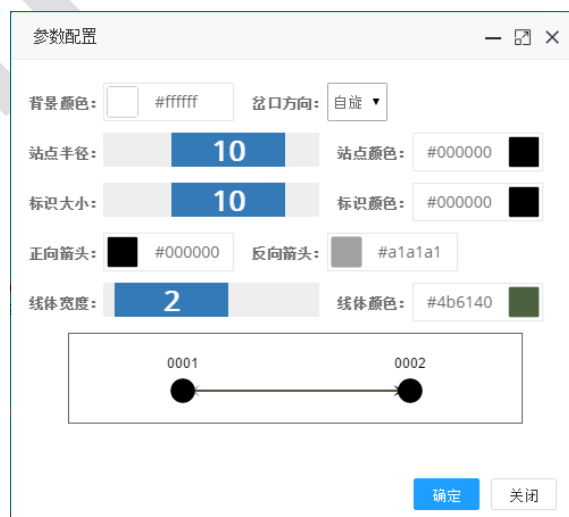 参数配置
背景颜色： #ffffff 岔口方向： 自旋
站点半径： 10 站点颜色： #000000
标识大小： 10 标识颜色： #000000
正向箭头： #000000 反向箭头： #a1a1a1
线体宽度： 2 线体颜色： #4b6140
0001 0002
确定 关闭